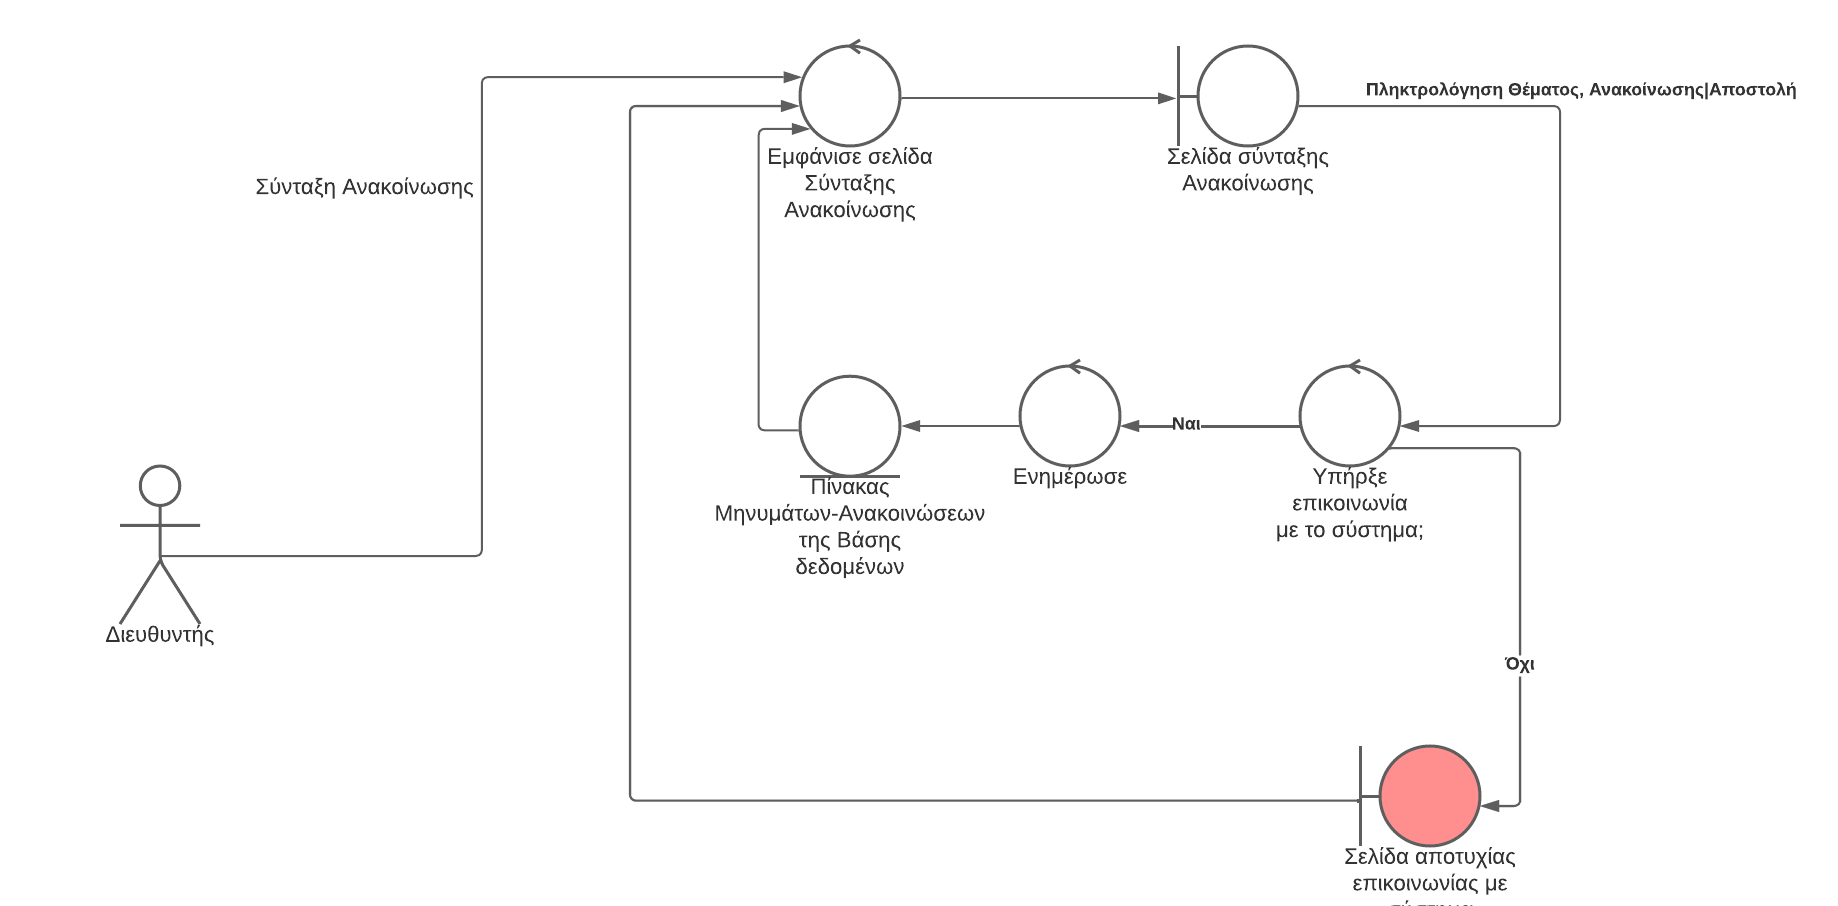 Πληκτρολόγηση Θέματος, Ανακοίνωσης|Αποστολή
Εμφάνισε σελίδα
Σύνταξης
Ανακοίνωσης
Σελίδα σύνταξης
Ανακοίνωσης
Σύνταξη Ανακοίνωσης
Ναι
Πίνακας
Μηνυμάτων-Ανακοινώσεων
της Βάσης
δεδομένων
Ενημέρωσε
Υπήρξε
επικοινωνία
με το σύστημα;
Διευθυντής
Όχι
Σελίδα αποτυχίας
επικοινωνίας με